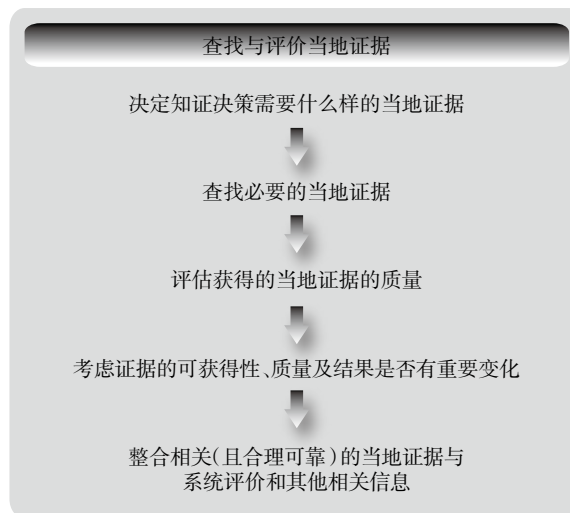 查找与评价当地证据
决定知证决策需要什么样的当地证据
查找必要的当地证据
评估获得的当地证据的质量
考虑证据的可获得性、质量及结果是否有重要变化
整合相关(且合理可靠)的当地证据与
系统评价和其他相关信息